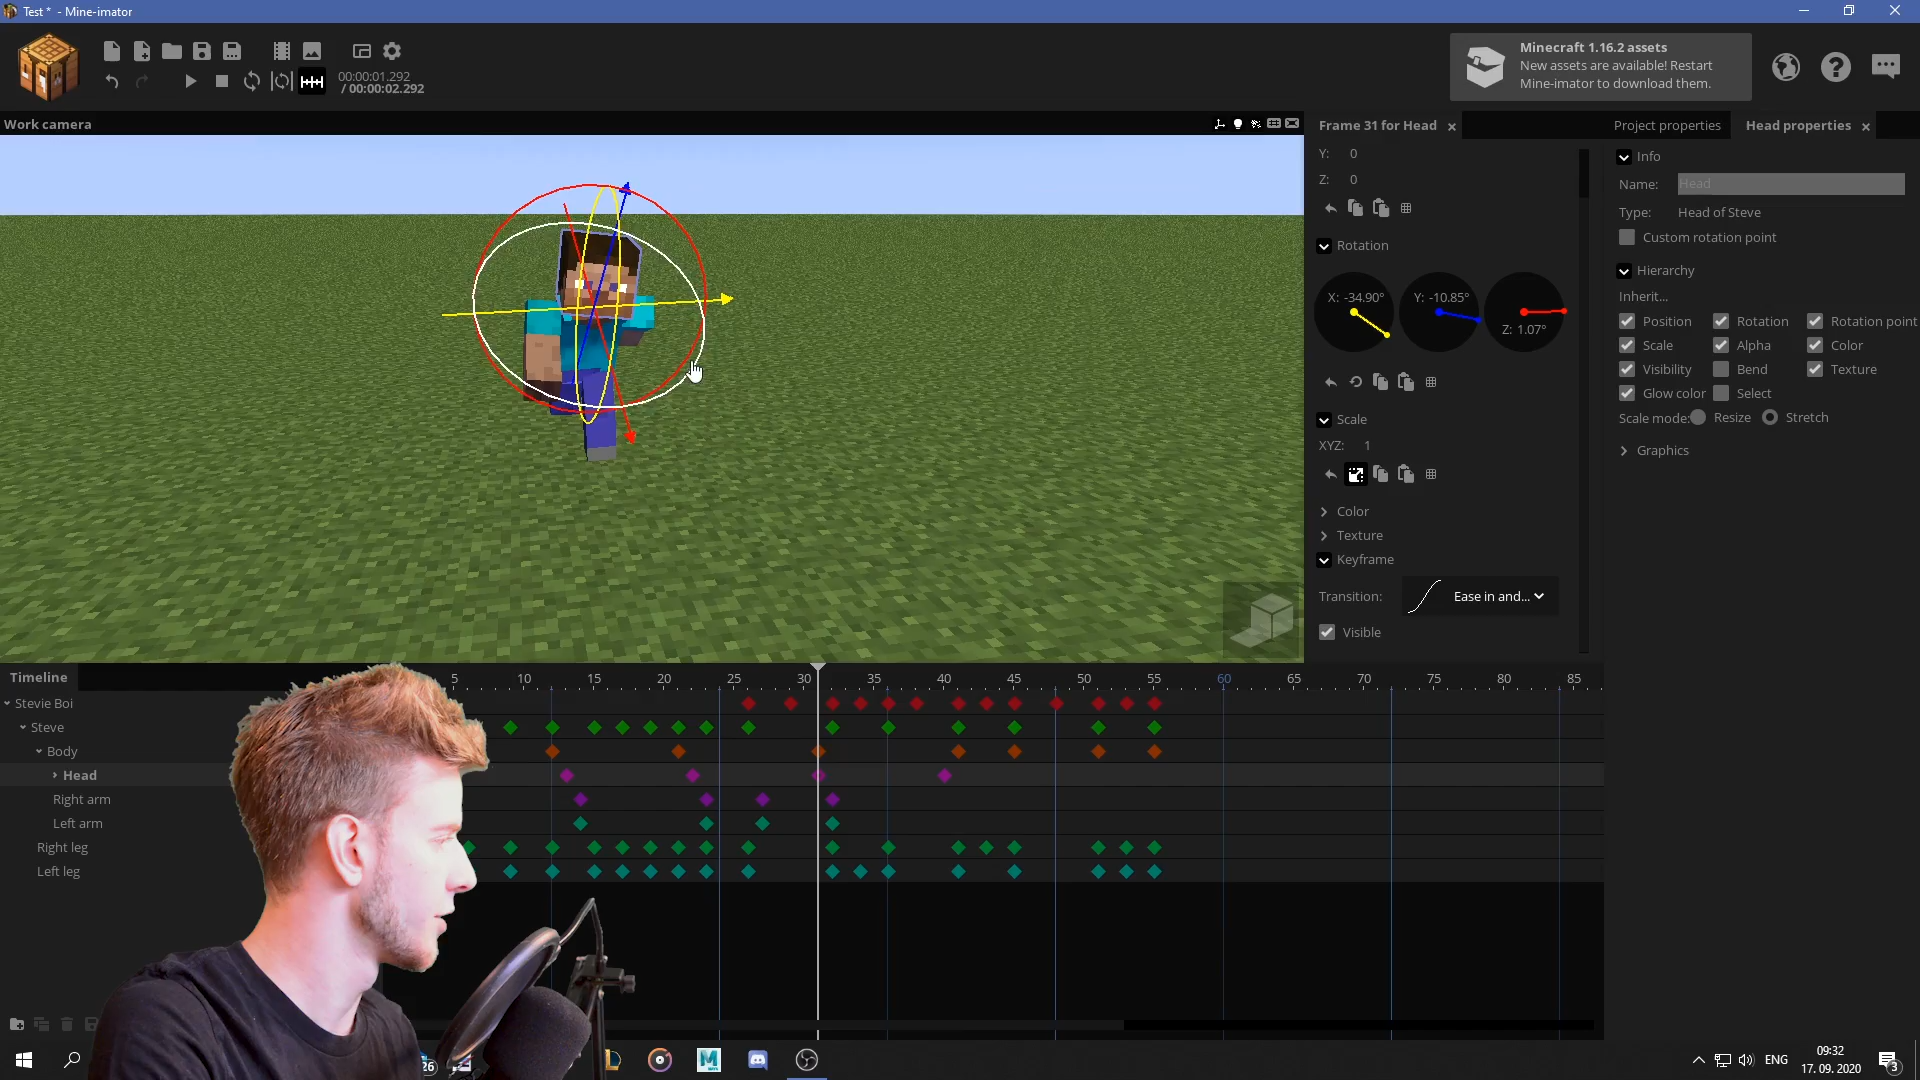 Test * - Mine-imator
00:00:01.292
/ 00:00:02.292
Minecraft 1.16.2 assets
New assets are available! Restart
Mine-imator to download them.
Work camera
Frame 31 for Head
Project properties
Head properties
Y: 0
Z: 0
Rotation
X: -34.90°
Y: -10.85°
Z: 1.07°
Scale
XYZ: 1
Color
Texture
Keyframe
Transition: Ease in and...
Visible
Info
Name: Head
Type: Head of Steve
Custom rotation point
Hierarchy
Inherit...
Position Rotation Rotation point
Scale Alpha Color
Visibility Bend Texture
Glow color Select
Scale mode: Resize Stretch
Graphics
Timeline
5 10 15 20 25 30 35 40 45 50 55 60 65 70 75 80 85
Stevie Boi
Steve
Body
Head
Right arm
Left arm
Right leg
Left leg
26
M
ENG
09:32
17. 09. 2020
3